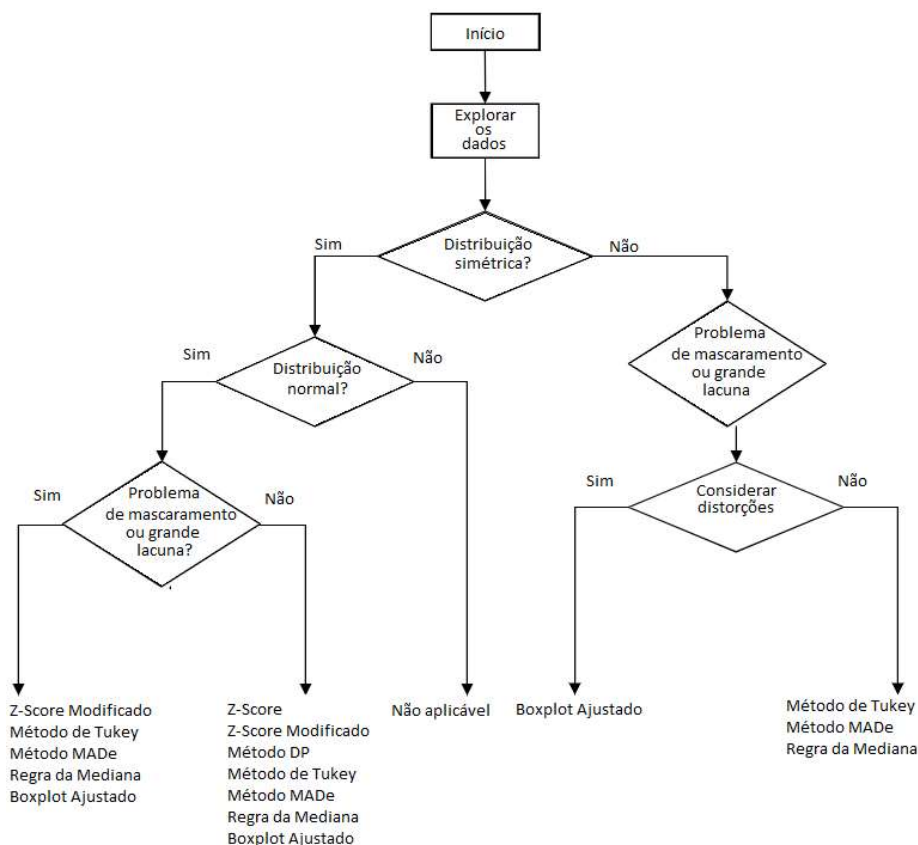 Início
Explorar
os
dados
Sim
Distribuição
simétrica?
Não
Sim
Distribuição
normal?
Não
Problema
de mascaramento
ou grande
lacuna
Sim
Problema
de mascaramento
ou grande
lacuna?
Não
Sim
Considerar
distorções
Não
Z-Score Modificado
Método de Tukey
Método MADe
Regra da Mediana
Boxplot Ajustado
Z-Score
Z-Score Modificado
Método DP
Método de Tukey
Método MADe
Regra da Mediana
Boxplot Ajustado
Não aplicável
Boxplot Ajustado
Método de Tukey
Método MADe
Regra da Mediana